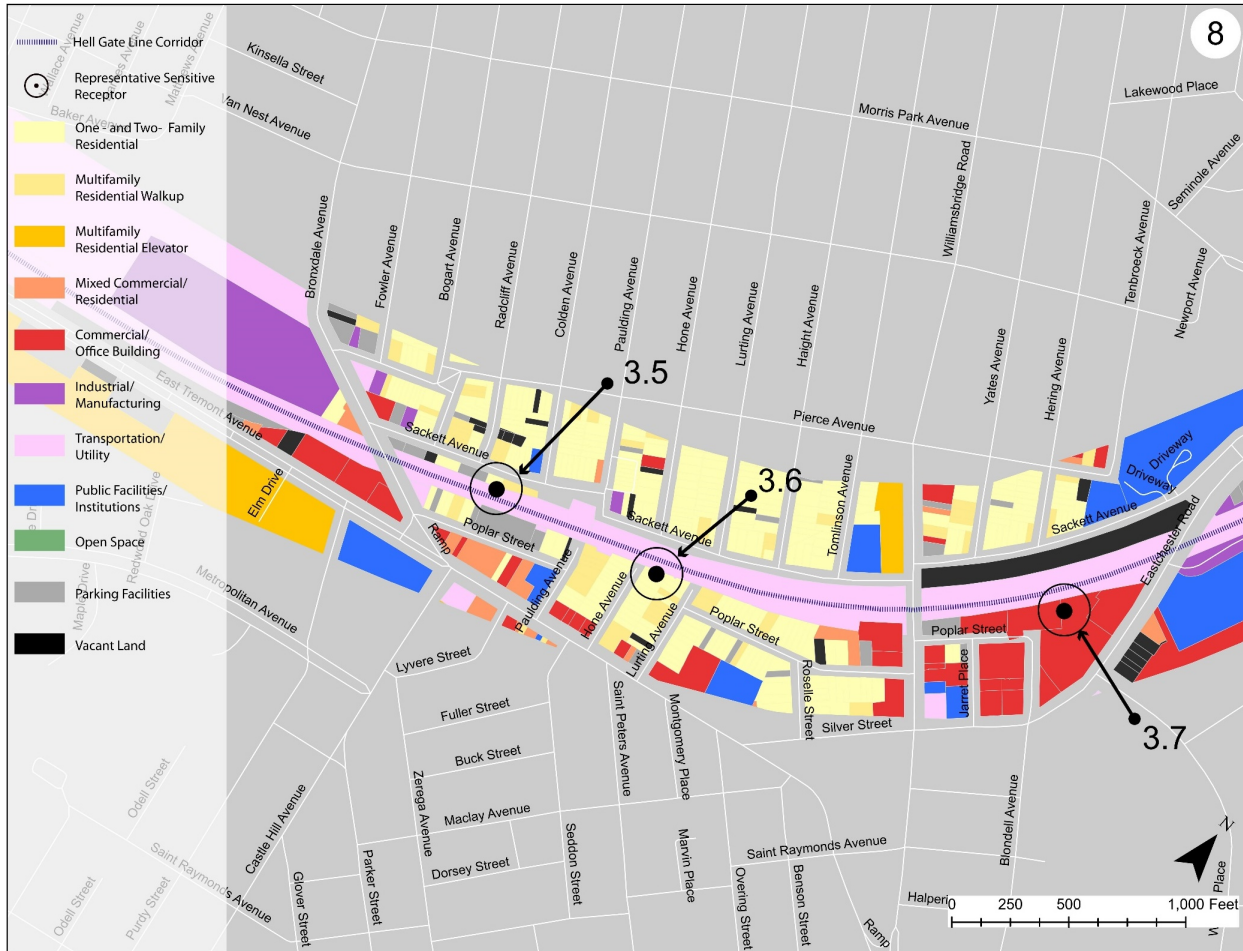 8
Hell Gate Line Corridor
Representative Sensitive
Receptor
One - and Two- Family
Residential
Multifamily
Residential Walkup
Multifamily
Residential Elevator
Mixed Commercial/
Residential
Commercial/
Office Building
Industrial/
Manufacturing
Transportation/
Utility
Public Facilities/
Institutions
Open Space
Parking Facilities
Vacant Land
Kinsella Street
Van Nest Avenue
Morris Park Avenue
Lakewood Place
Seminole Avenue
Williamsbridge Road
Tenbroeck Avenue
Newport Avenue
Bronxdale Avenue
Fowler Avenue
Bogart Avenue
Radcliff Avenue
Colden Avenue
Paulding Avenue
Hone Avenue
Lurting Avenue
Haight Avenue
Yates Avenue
Hering Avenue
3.5
Pierce Avenue
East Tremont Avenue
Sackett Avenue
3.6
Driveway
Driveway
Sackett Avenue
Eastchester Road
Tomlinson Avenue
Sackett Avenue
Elm Drive
Ramp
Poplar Street
Redwood Oak Drive
Maple Drive
Metropolitan Avenue
Paulding Avenue
Hone Avenue
Lurting Avenue
Poplar Street
Poplar Street
Roselle Street
Jarret Place
Silver Street
3.7
Lyvere Street
Fuller Street
Buck Street
Saint Peters Avenue
Montgomery Place
Zerega Avenue
Maclay Avenue
Dorsey Street
Seddon Street
Marvin Place
Overing Street
Benson Street
Saint Raymonds Avenue
Blondell Avenue
Odell Street
Castle Hill Avenue
Parker Street
Glover Street
Saint Raymond's Avenue
Odell Street
Purdy Street
Ramp
Halperi
Place
N
0 250 500 1,000 Feet